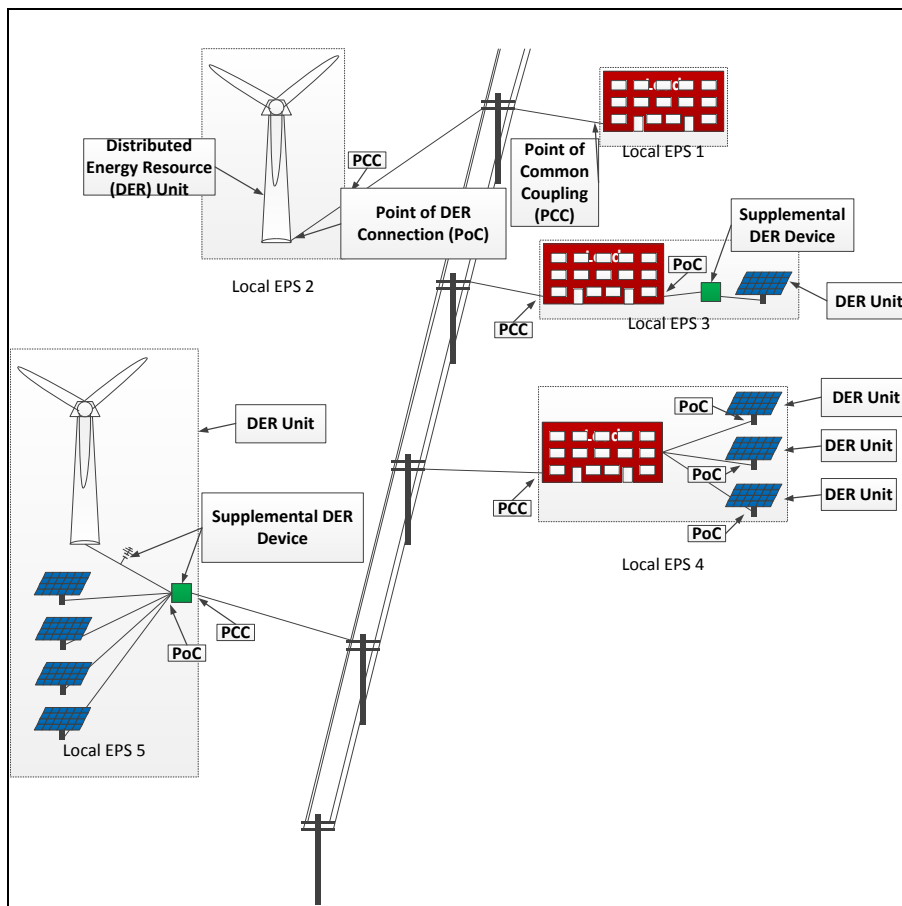 Local EPS 1
Distributed
Energy Resource
(DER) Unit
PCC
Point of
Common
Coupling
(PCC)
Point of DER
Connection (PoC)
Supplemental
DER Device
Local EPS 2
PoC
DER Unit
PCC
Local EPS 3
DER Unit
PoC
DER Unit
DER Unit
PoC
DER Unit
PCC
PoC
Supplemental DER
Device
Local EPS 4
PCC
PoC
Local EPS 5